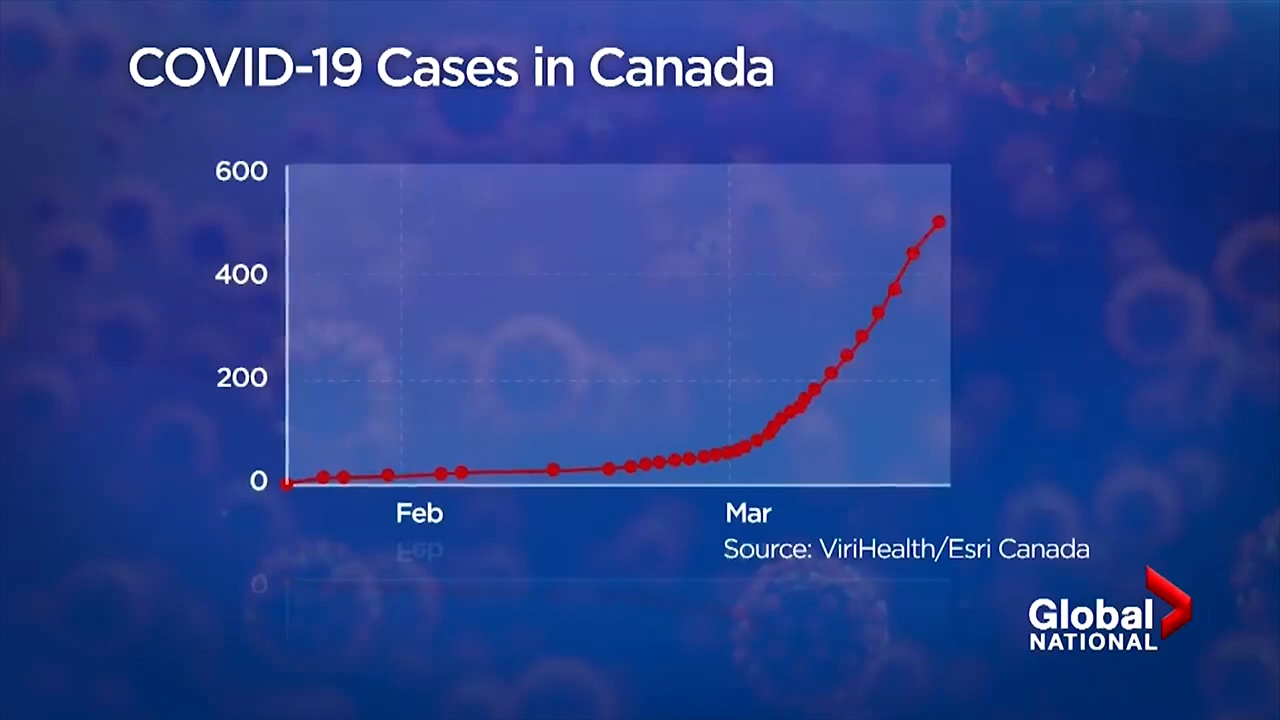 COVID-19 Cases in Canada
600
400
200
0
Feb
Mar
Source: ViriHealth/Esri Canada
Global
NATIONAL